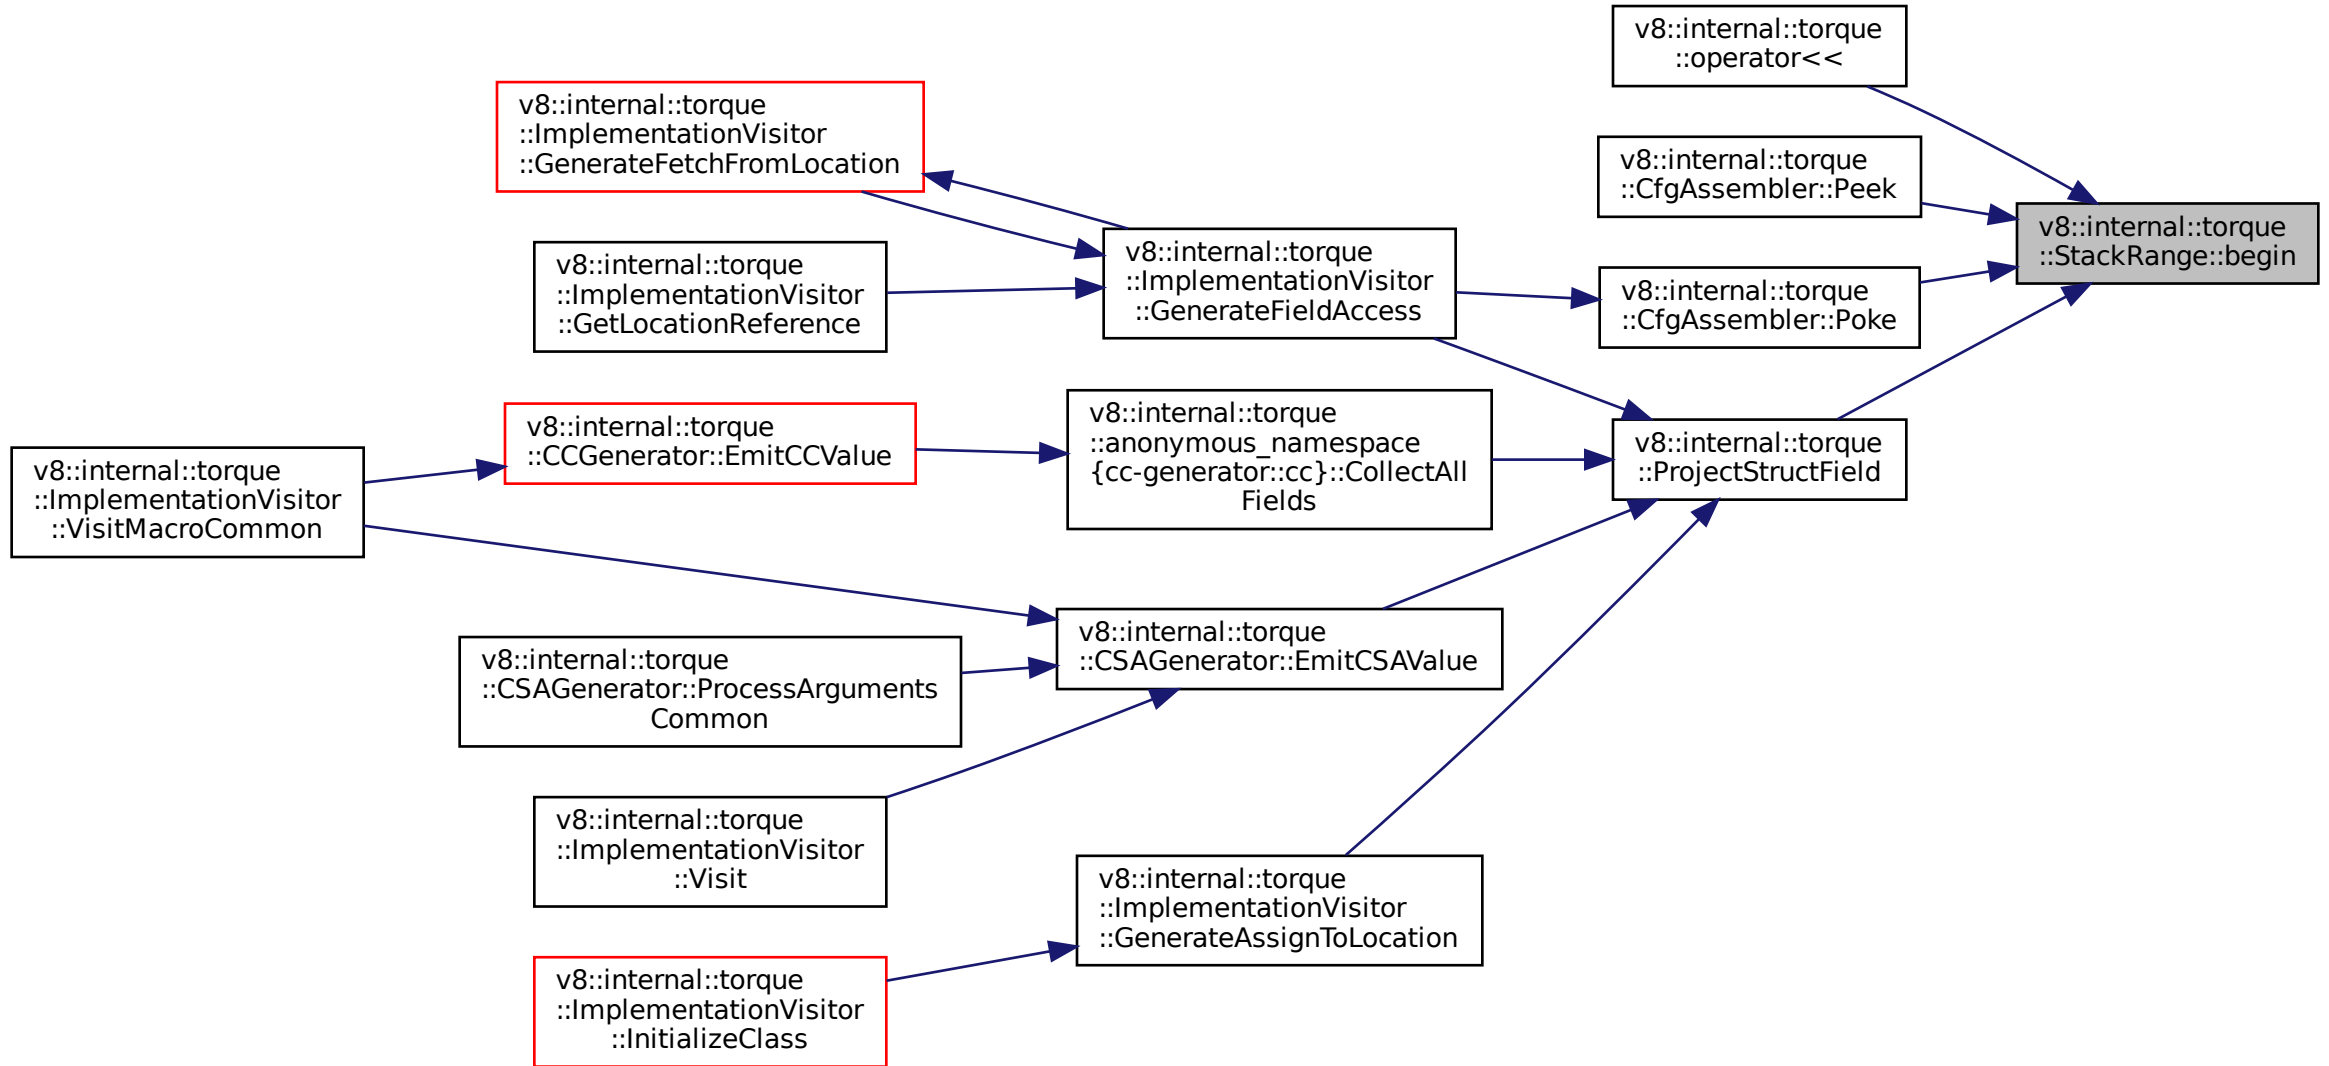 v8::internal::torque
::operator<<
v8::internal::torque
::ImplementationVisitor
::GenerateFetchFromLocation
v8::internal::torque
::CfgAssembler::Peek
v8::internal::torque
::StackRange::begin
v8::internal::torque
::ImplementationVisitor
::GenerateFieldAccess
v8::internal::torque
::ImplementationVisitor
::GetLocationReference
v8::internal::torque
::CfgAssembler::Poke
v8::internal::torque
::anonymous_namespace
{cc-generator::cc}::CollectAll
Fields
v8::internal::torque
::CCGenerator::EmitCCValue
v8::internal::torque
::ProjectStructField
v8::internal::torque
::ImplementationVisitor
::VisitMacroCommon
v8::internal::torque
::CSAGenerator::EmitCSAValue
v8::internal::torque
::CSAGenerator::ProcessArguments
Common
v8::internal::torque
::ImplementationVisitor
::Visit
v8::internal::torque
::ImplementationVisitor
::GenerateAssignToLocation
v8::internal::torque
::ImplementationVisitor
::InitializeClass